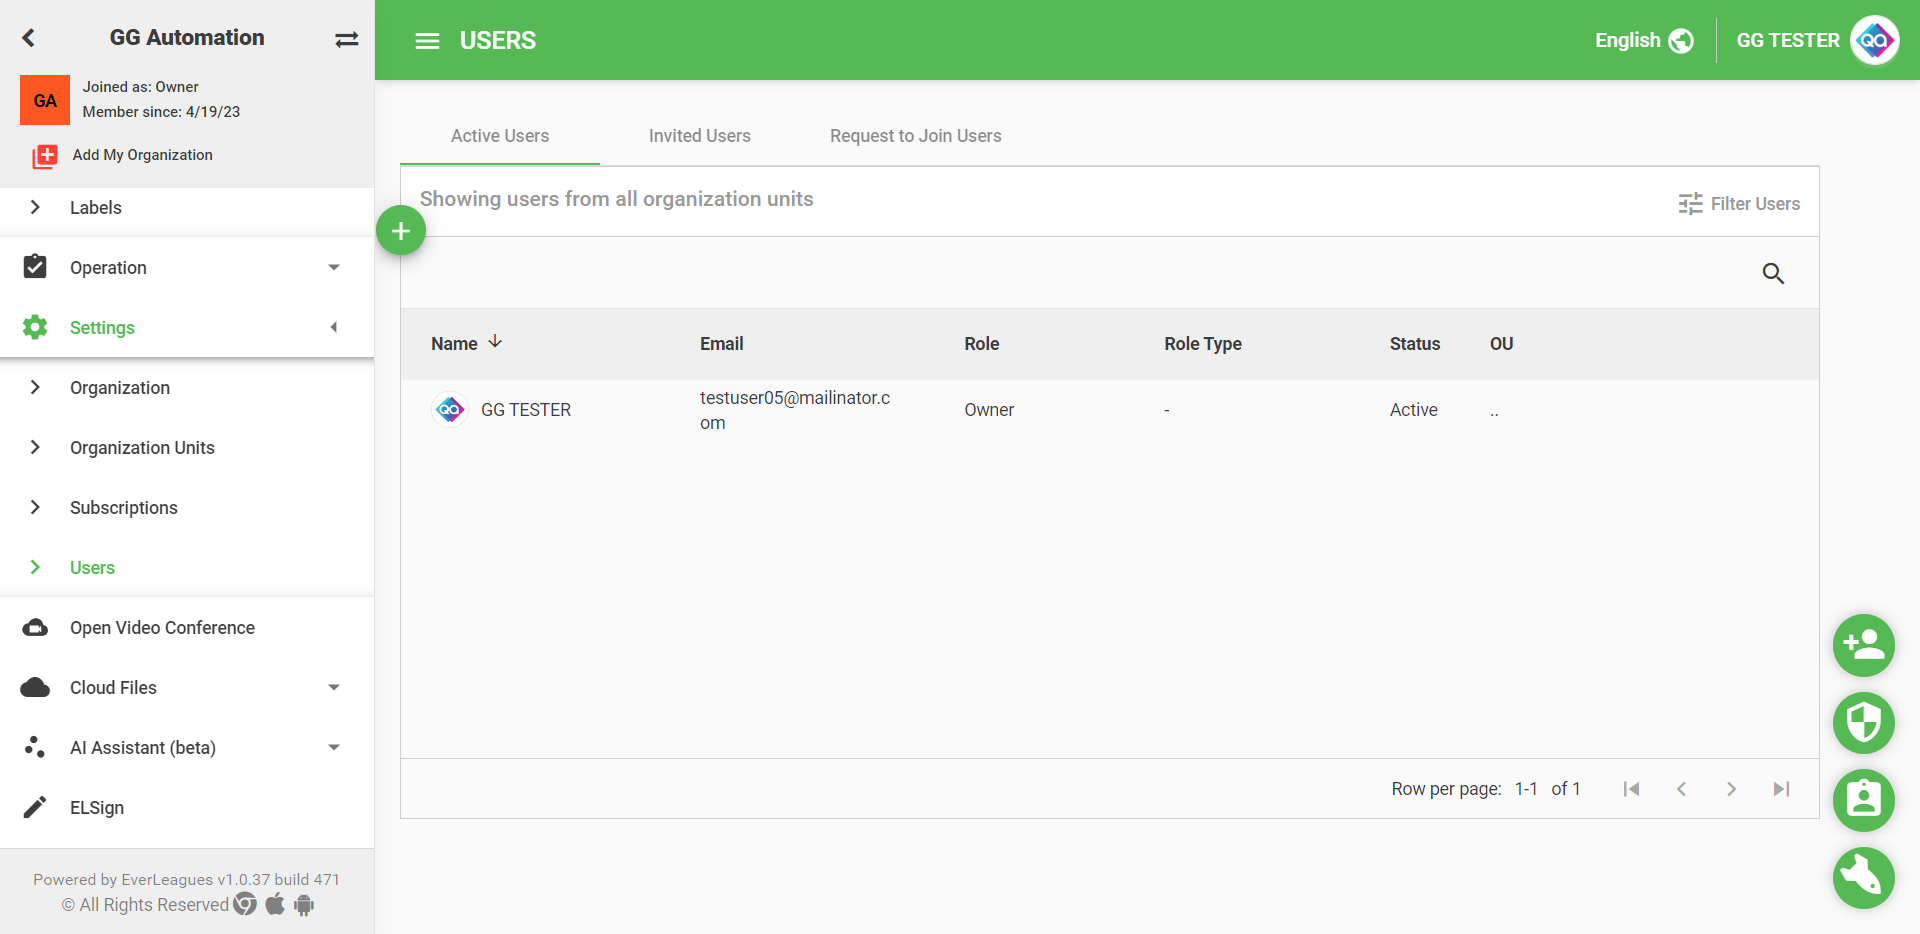 GG Automation
GA
Joined as: Owner
Member since: 4/19/23
Add My Organization
Labels
Operation
Settings
Organization
Organization Units
Subscriptions
Users
Open Video Conference
Cloud Files
AI Assistant (beta)
ELSign
Powered by EverLeagues v1.0.37 build 471
© All Rights Reserved
USERS
English
GG TESTER
QA
Active Users
Invited Users
Request to Join Users
Showing users from all organization units
Filter Users
Name
Email
Role
Role Type
Status
OU
QA
GG TESTER
testuser05@mailinator.c
om
Owner
-
Active
..
Row per page: 1-1 of 1